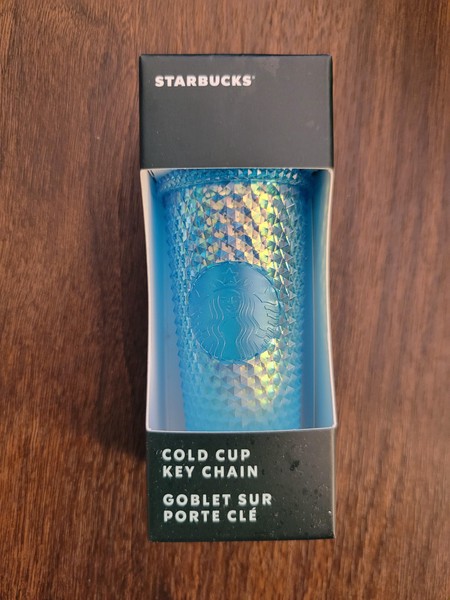 STARBUCKS®
COLD CUP
KEY CHAIN
GOBLET SUR
PORTE CLÉ